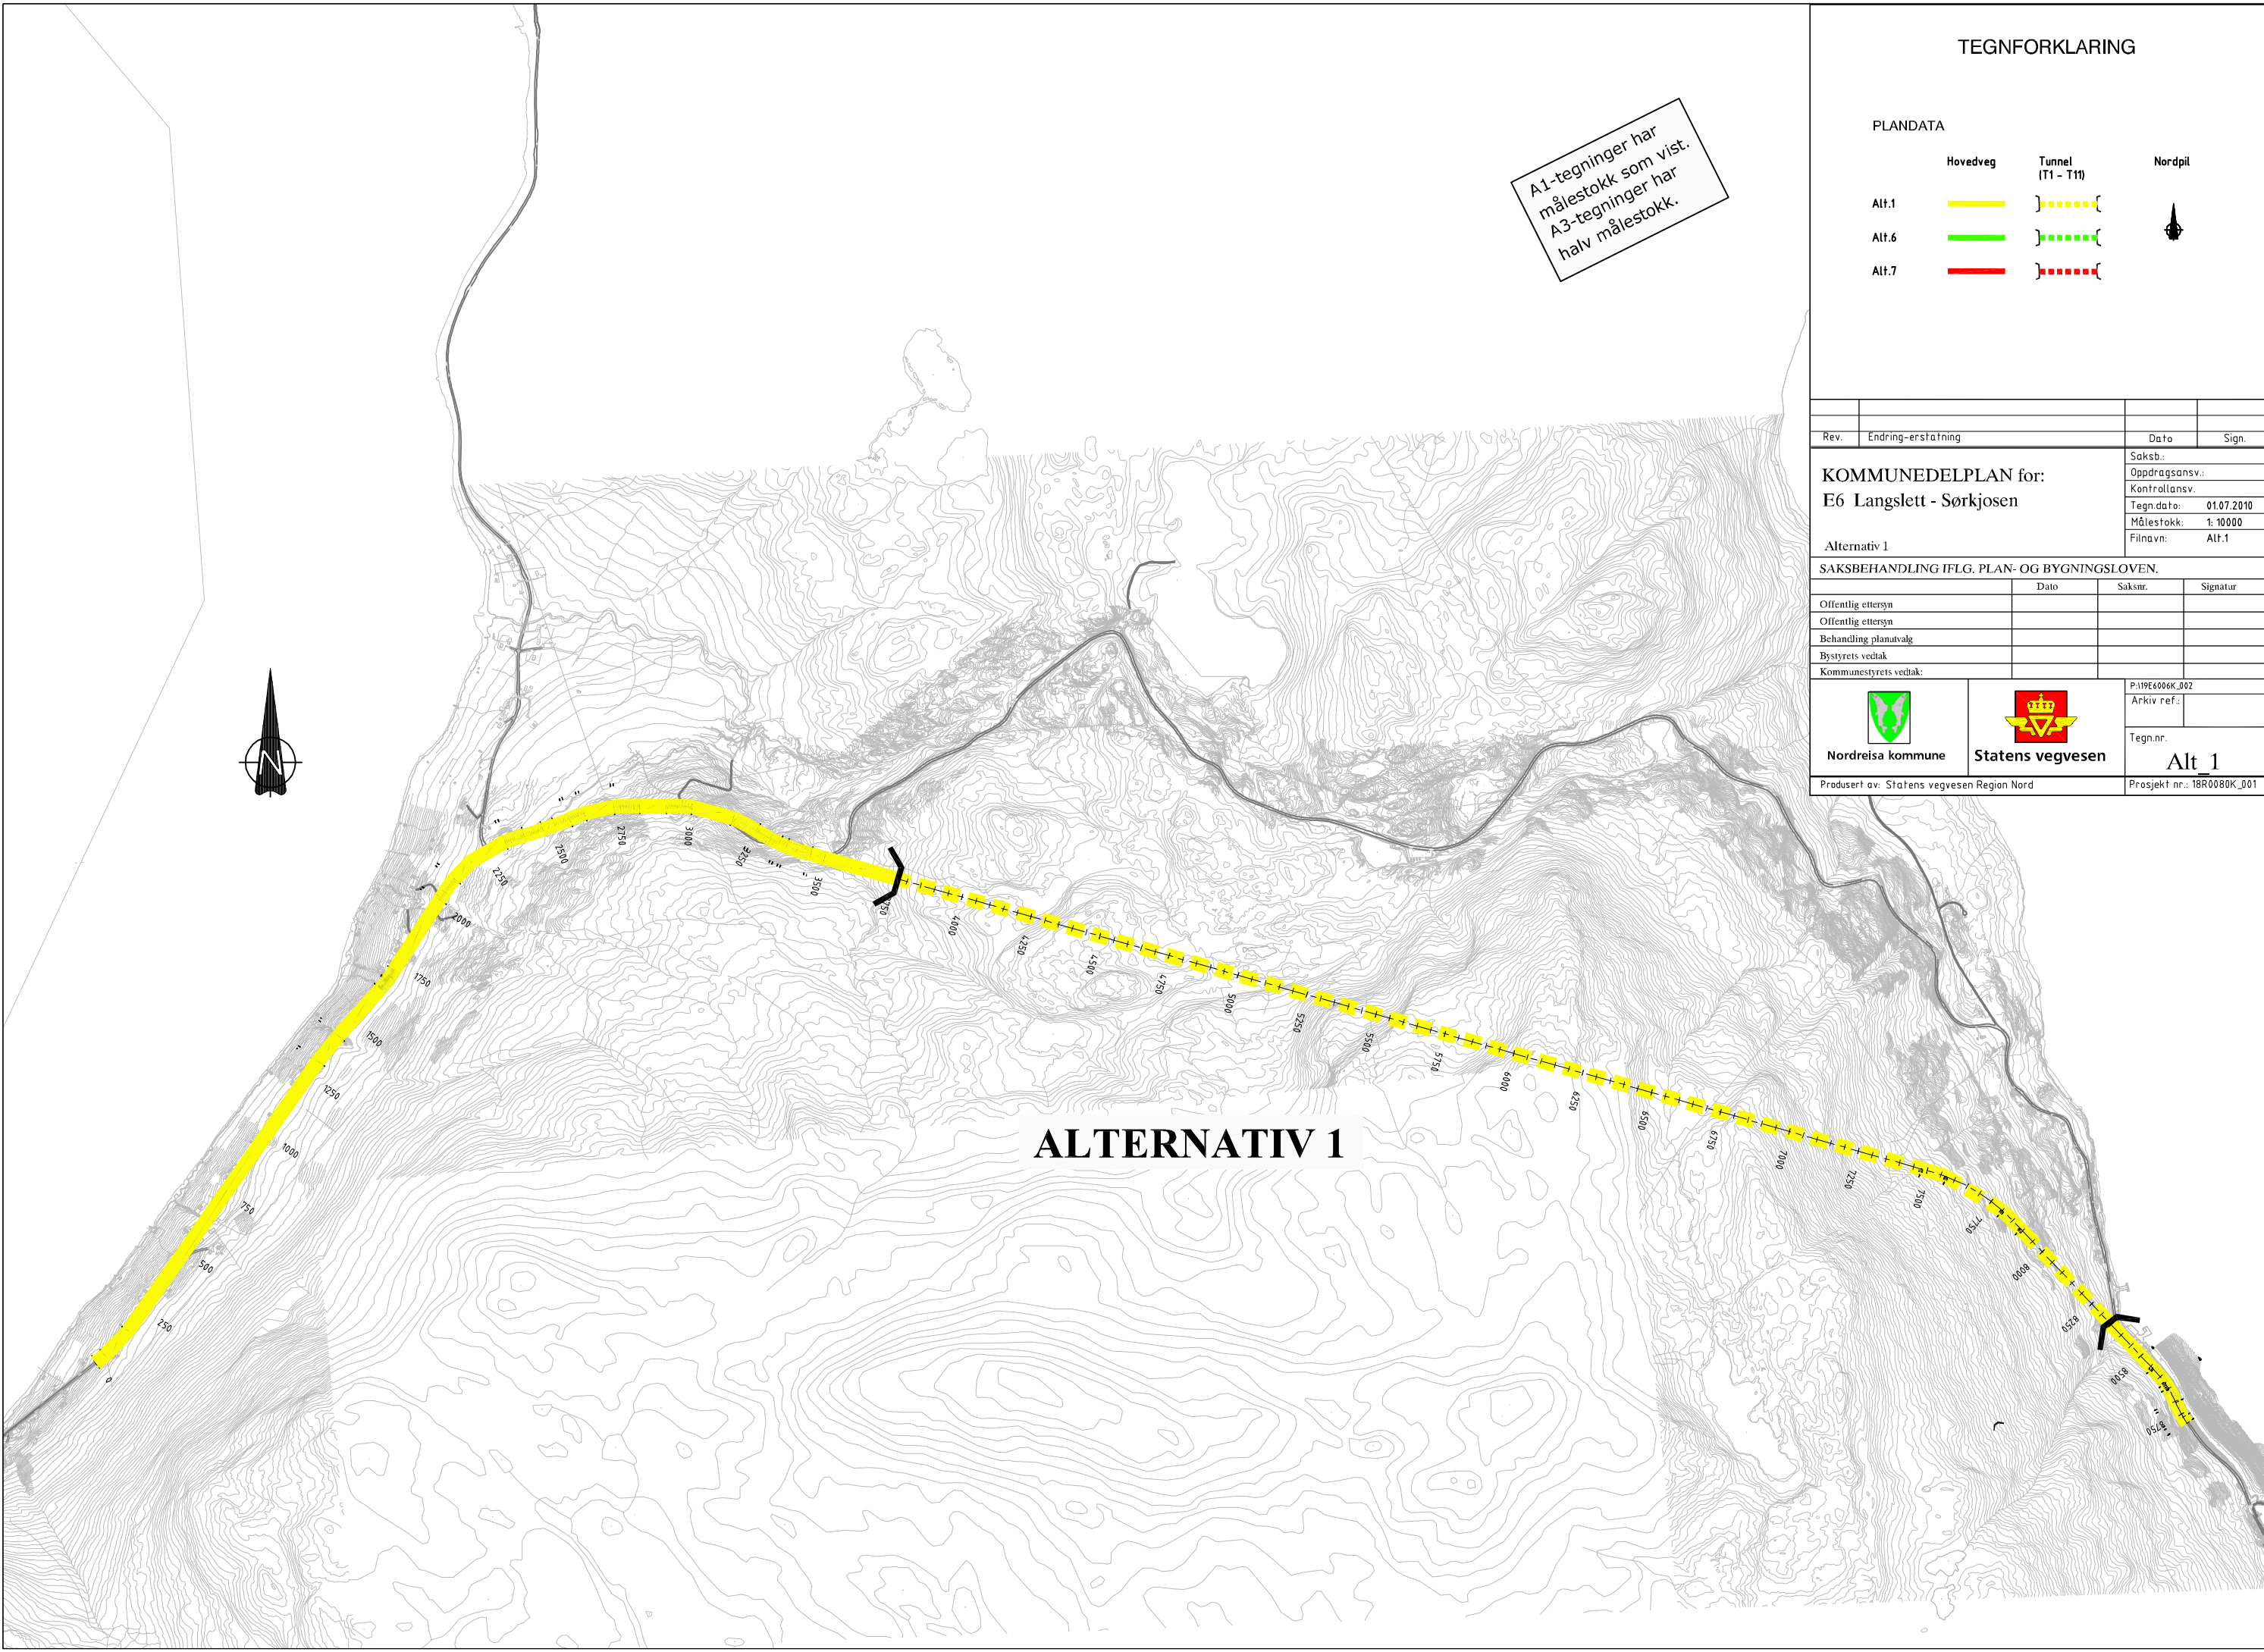 TEGNFORKLARING
PLANDATA
Hovedveg Tunnel Nordpil
(T1 - T11)
Alt.1
Alt.6
Alt.7
A1-tegninger har
målestokk som vist.
A3-tegninger har
halv målestokk.
Rev. Endring-erstatning Dato Sign.
KOMMUNEDELPLAN for:
E6 Langslett - Sørkjosen
Alternativ 1
Saksb.:
Oppdragsansv.:
Kontrollansv.
Tegn.dato: 01.07.2010
Målestokk: 1: 10000
Filnavn: Alt.1
SAKSBEHANDLING IFLG. PLAN- OG BYGNINGSLOVEN.
Dato Saksnr. Signatur
Offentlig ettersyn
Offentlig ettersyn
Behandling planutvalg
Bystyrets vedtak
Kommunestyrets vedtak:
Nordreisa kommune
Statens vegvesen
P:\19E6006K_002
Arkiv ref.:
Tegn.nr.
Alt_1
Produsert av: Statens vegvesen Region Nord
Prosjekt nr.: 18R0080K_001
N
ALTERNATIV 1
0
250
500
750
1000
1250
1500
1750
2000
2250
2500
2750
3000
3250
3500
3750
4000
4250
4500
4750
5000
5250
5500
5750
6000
6250
6500
6750
7000
7250
7500
7750
8000
8250
8500
8750